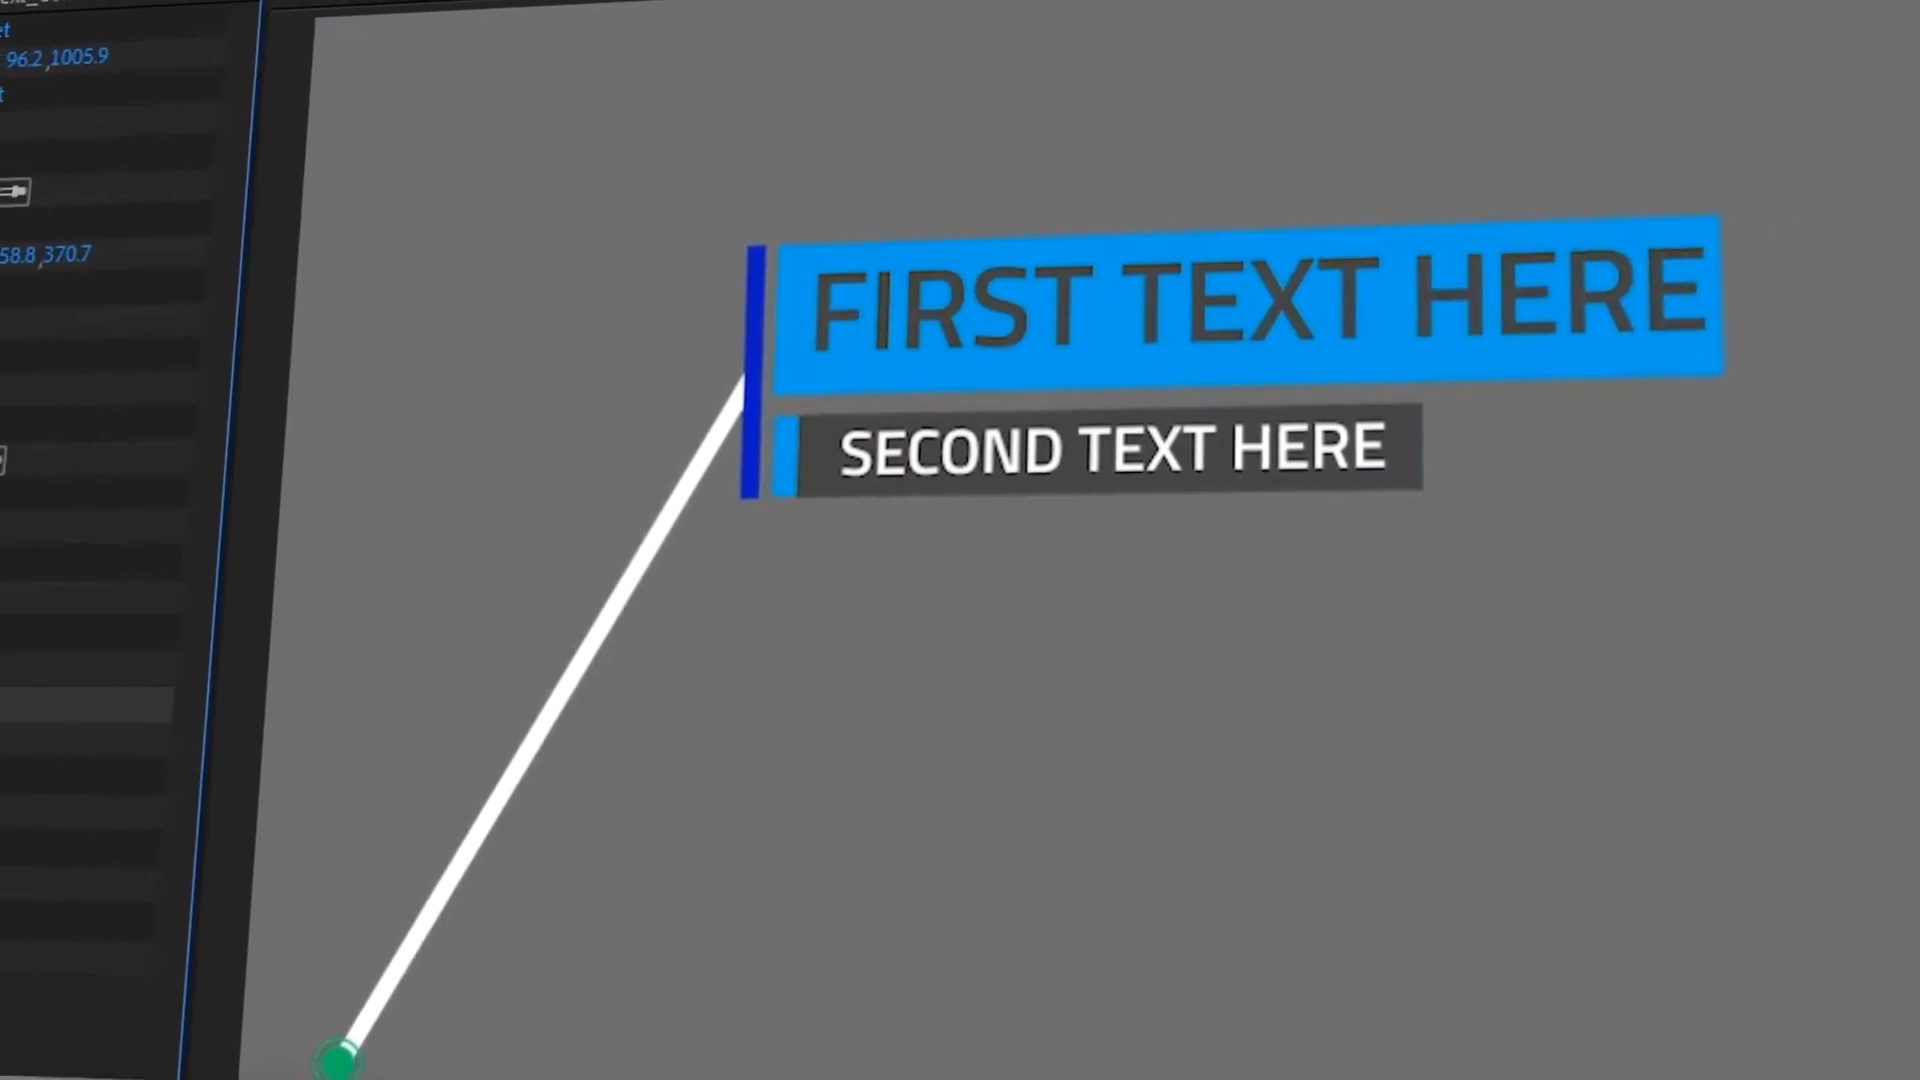 96.2,1005.9
58.8,370.7
FIRST TEXT HERE
SECOND TEXT HERE